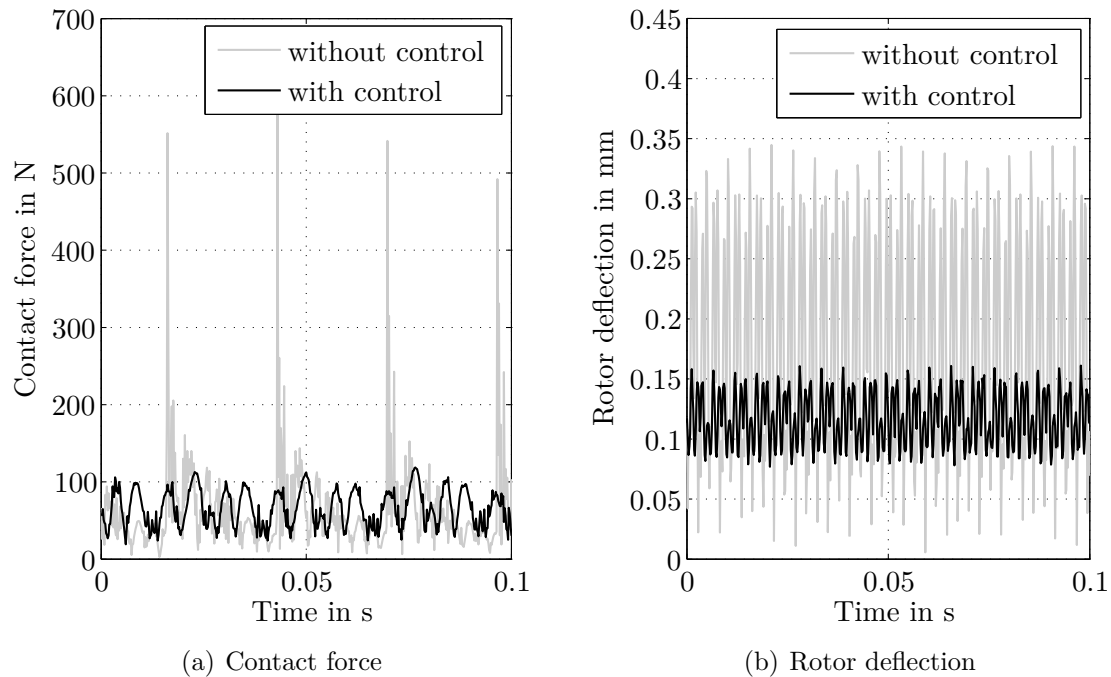 700
600
500
400
300
200
100
0
0
0.05
0.1
Contact force in N
Time in s
without control
with control
(a) Contact force
0.45
0.4
0.35
0.3
0.25
0.2
0.15
0.1
0.05
0
0
0.05
0.1
Rotor deflection in mm
Time in s
without control
with control
(b) Rotor deflection